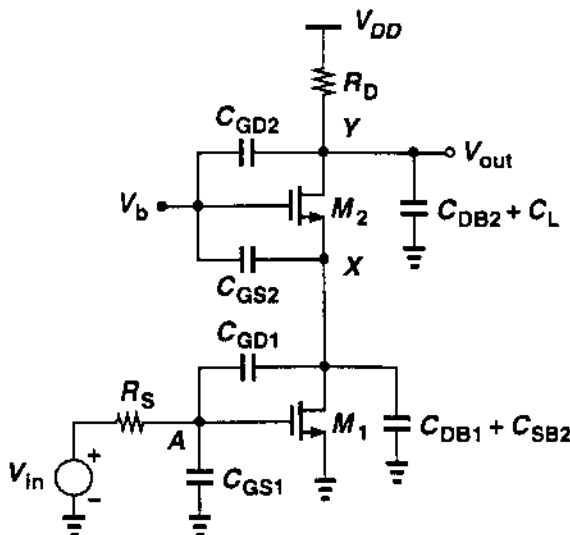 V_DD
R_D
C_GD2
Y
V_out
V_b
M_2
C_DB2 + C_L
C_GS2
X
C_GD1
R_S
A
M_1
C_DB1 + C_SB2
V_in
+
−
C_GS1